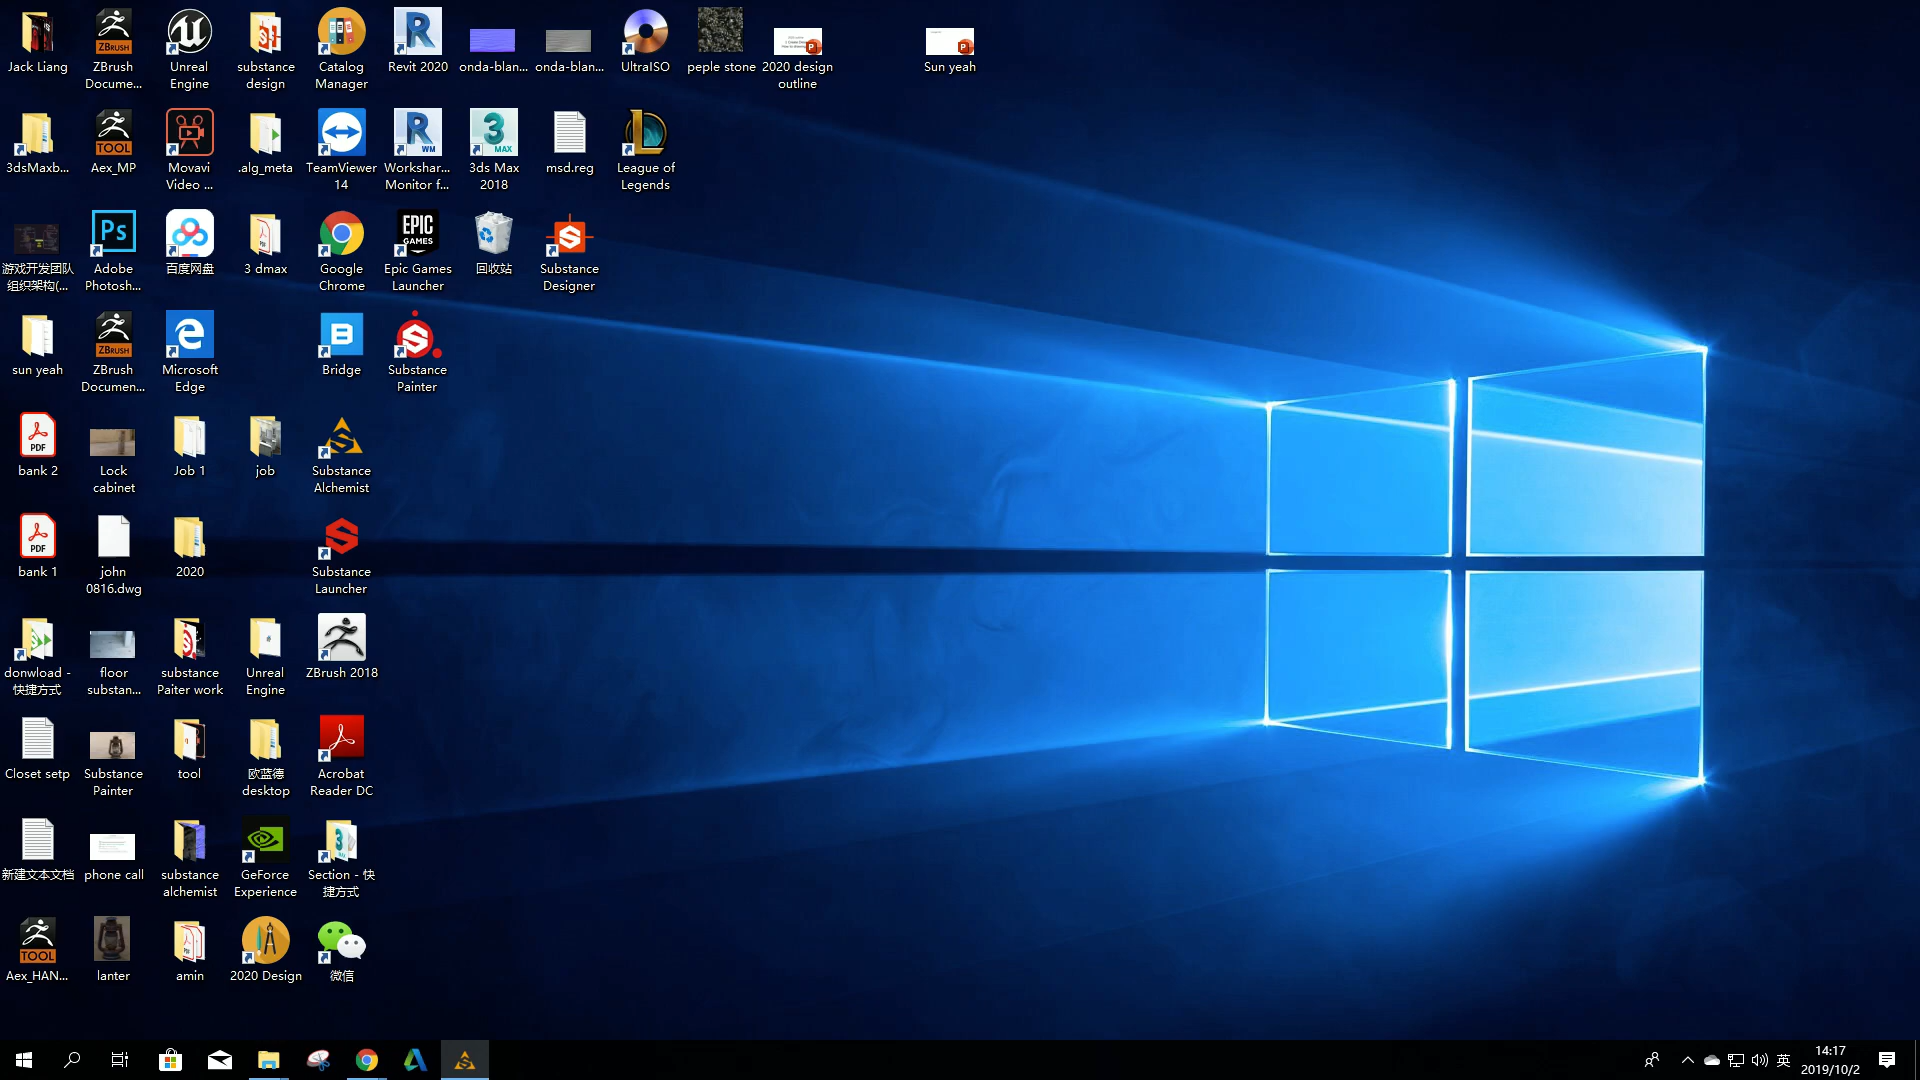 Jack Liang
ZBrush
Docume...
Unreal
Engine
substance
design
Catalog
Manager
Revit 2020
onda-blan...
onda-blan...
UltraISO
peple stone
2020 design
outline
Sun yeah
3dsMaxb...
Aex_MP
Movavi
Video ...
.alg_meta
TeamViewer
14
Workshar...
Monitor f...
3ds Max
2018
msd.reg
League of
Legends
游戏开发团队
组织架构(...
Adobe
Photosh...
百度网盘
3 dmax
Google
Chrome
Epic Games
Launcher
回收站
Substance
Designer
sun yeah
ZBrush
Documen...
Microsoft
Edge
Bridge
Substance
Painter
bank 2
Lock
cabinet
Job 1
job
Substance
Alchemist
bank 1
john
0816.dwg
2020
Substance
Launcher
donwload -
快捷方式
floor
substan...
substance
Paiter work
Unreal
Engine
ZBrush 2018
Closet setp
Substance
Painter
tool
欧蓝德
desktop
Acrobat
Reader DC
新建文本文档
phone call
substance
alchemist
GeForce
Experience
Section - 快
捷方式
Aex_HAN...
lanter
amin
2020 Design
微信
英
14:17
2019/10/2